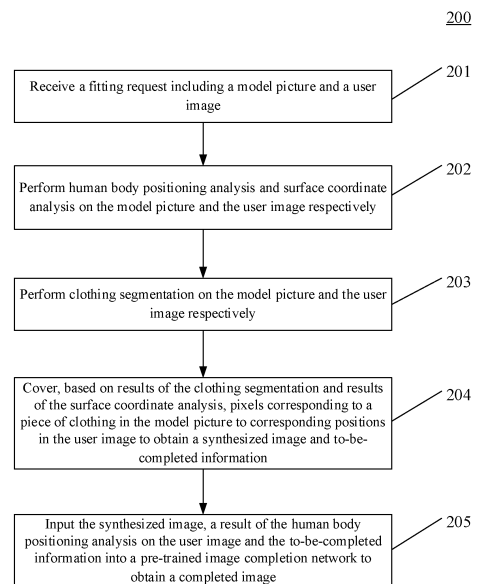 200
201
Receive a fitting request including a model picture and a user
image
202
Perform human body positioning analysis and surface coordinate
analysis on the model picture and the user image respectively
203
Perform clothing segmentation on the model picture and the user
image respectively
204
Cover, based on results of the clothing segmentation and results
of the surface coordinate analysis, pixels corresponding to a
piece of clothing in the model picture to corresponding positions
in the user image to obtain a synthesized image and to-be-
completed information
205
Input the synthesized image, a result of the human body
positioning analysis on the user image and the to-be-completed
information into a pre-trained image completion network to
obtain a completed image